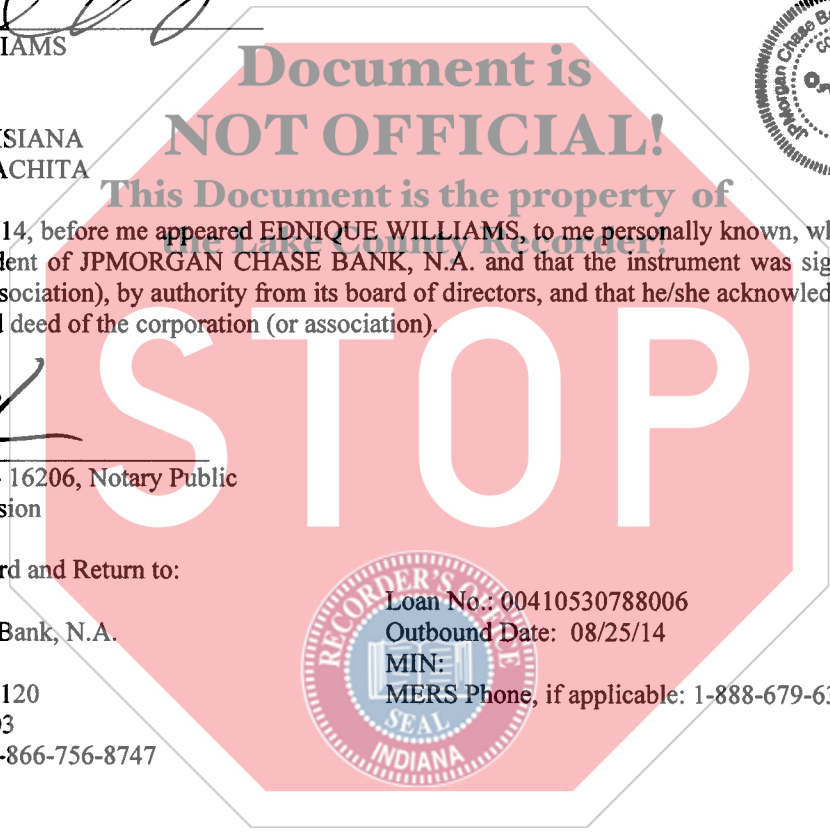 IAMS
Document is
NOT OFFICIAL!
This Document is the property of
the Lake County Recorder!
JPMorgan Chase Ba
ISIANA
ACHITA
14, before me appeared EDNIQUE WILLIAMS, to me personally known, wh
dent of JPMORGAN CHASE BANK, N.A. and that the instrument was sig
sociation), by authority from its board of directors, and that he/she acknowled
d deed of the corporation (or association).
STOP
16206, Notary Public
sion
rd and Return to:
Bank, N.A.
120
03
-866-756-8747
Loan No.: 00410530788006
Outbound Date: 08/25/14
MIN:
MERS Phone, if applicable: 1-888-679-63
RECORDER'S OFFICE
SEAL
INDIANA